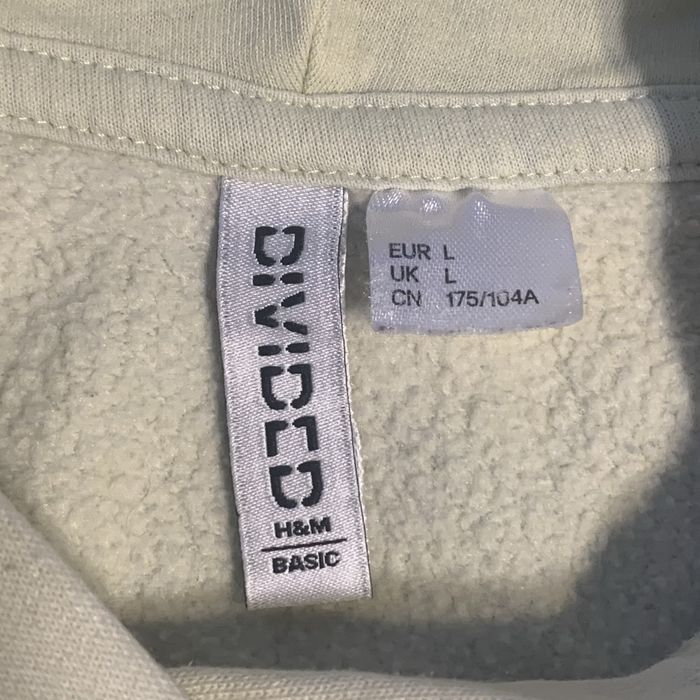 DIVIDED
H&M
BASIC
EUR L
UK L
CN 175/104A